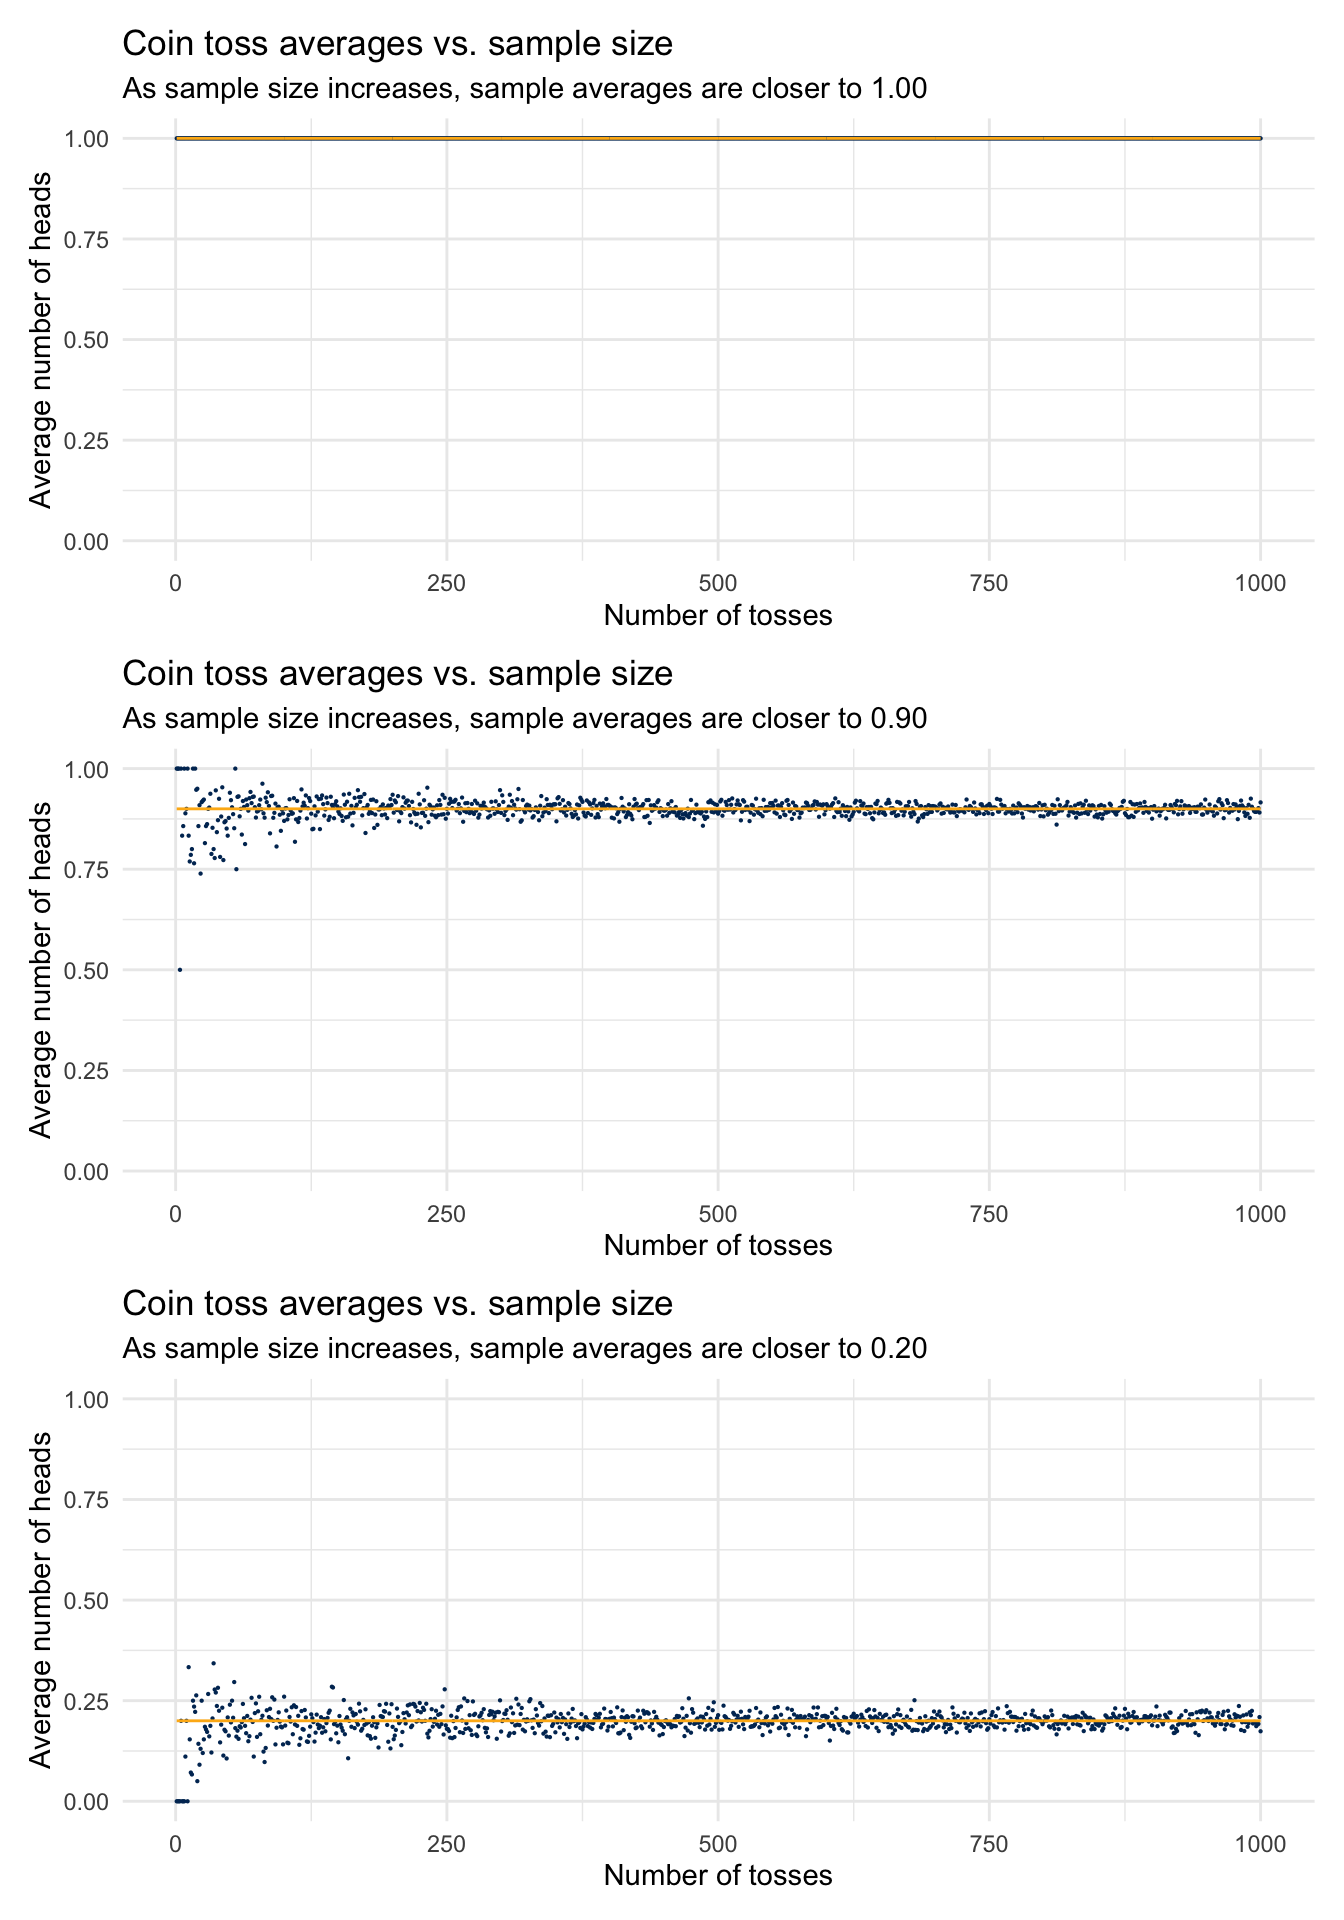 Coin toss averages vs. sample size
As sample size increases, sample averages are closer to 1.00
Average number of heads
1.00
0.75
0.50
0.25
0.00
0 250 500 750 1000
Number of tosses
Coin toss averages vs. sample size
As sample size increases, sample averages are closer to 0.90
Average number of heads
1.00
0.75
0.50
0.25
0.00
0 250 500 750 1000
Number of tosses
Coin toss averages vs. sample size
As sample size increases, sample averages are closer to 0.20
Average number of heads
1.00
0.75
0.50
0.25
0.00
0 250 500 750 1000
Number of tosses